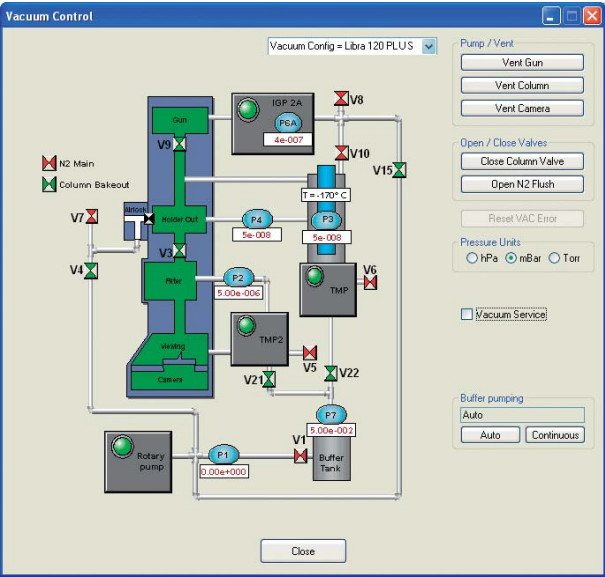 Vacuum Control
Vacuum Config = Libra 120 PLUS
Pump / Vent
Vent Gun
Vent Column
Vent Camera
Open / Close Valves
Close Column Valve
Open N2 Flush
Reset VAC Error
Pressure Units
hPa
mBar
Torr
Vacuum Service
Buffer pumping
Auto
Auto
Continuous
Gun
IGP 2A
P6A
4e-007
V8
V9
V10
V15
N2 Main
Column Bakeout
T = -170° C
V7
Airlock
Holder Out
P4
5e-008
P3
5e-008
V3
V4
Filter
P2
5.00e-006
V6
TMP
Viewing
TMP2
V5
V21
V22
Camera
P7
5.00e-002
V1
Buffer
Tank
Rotary
pump
P1
0.00e+000
Close